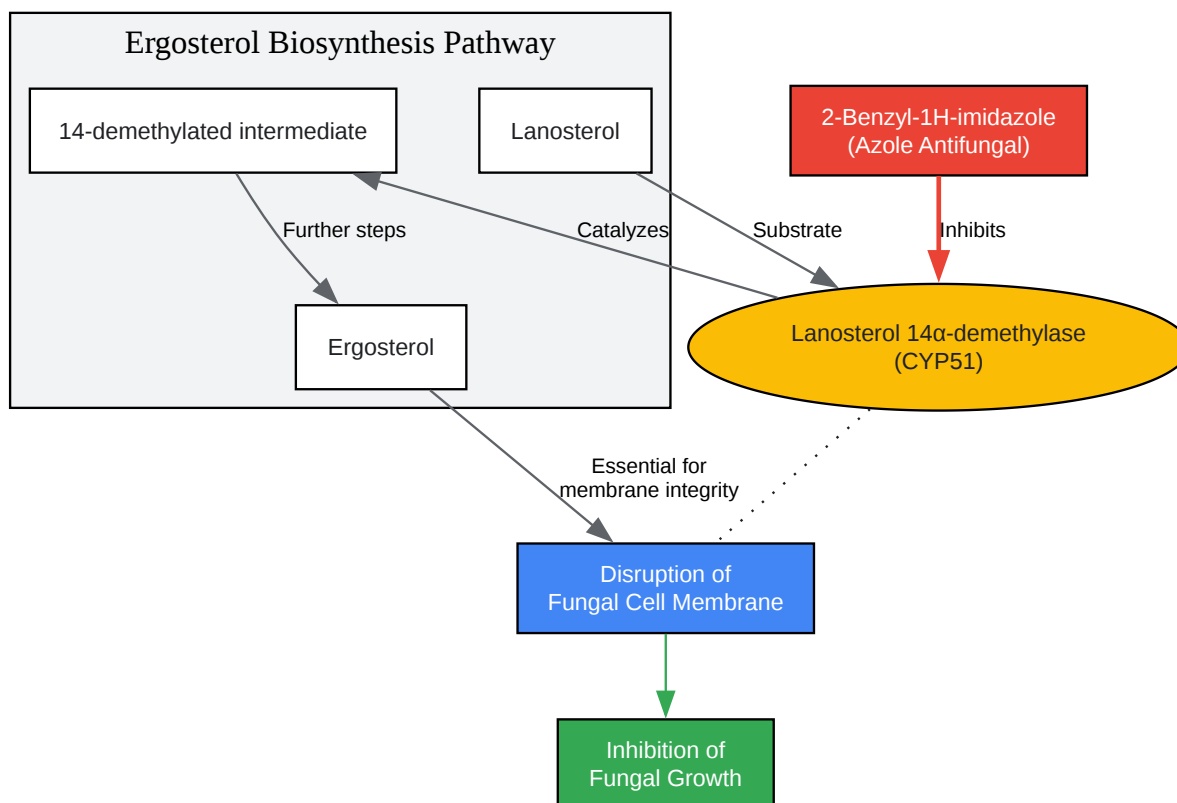 Ergosterol Biosynthesis Pathway
14-demethylated intermediate
Lanosterol
2-Benzyl-1H-imidazole
(Azole Antifungal)
Further steps
Catalyzes
Substrate
Inhibits
Ergosterol
Lanosterol 14α-demethylase
(CYP51)
Essential for
membrane integrity
Disruption of
Fungal Cell Membrane
Inhibition of
Fungal Growth